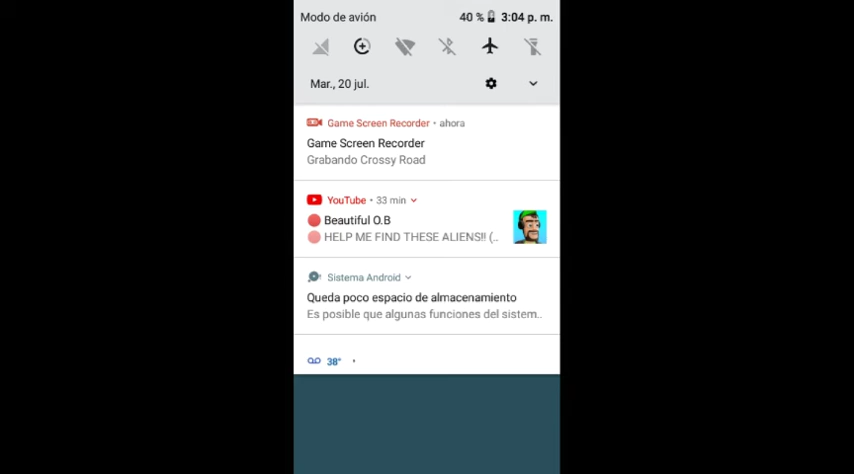 Modo de avión 40 % 3:04 p. m.
Mar., 20 jul.
Game Screen Recorder • ahora
Game Screen Recorder
Grabando Crossy Road
YouTube • 33 min
Beautiful O.B
HELP ME FIND THESE ALIENS!! (..
Sistema Android
Queda poco espacio de almacenamiento
Es posible que algunas funciones del sistem..
38° •